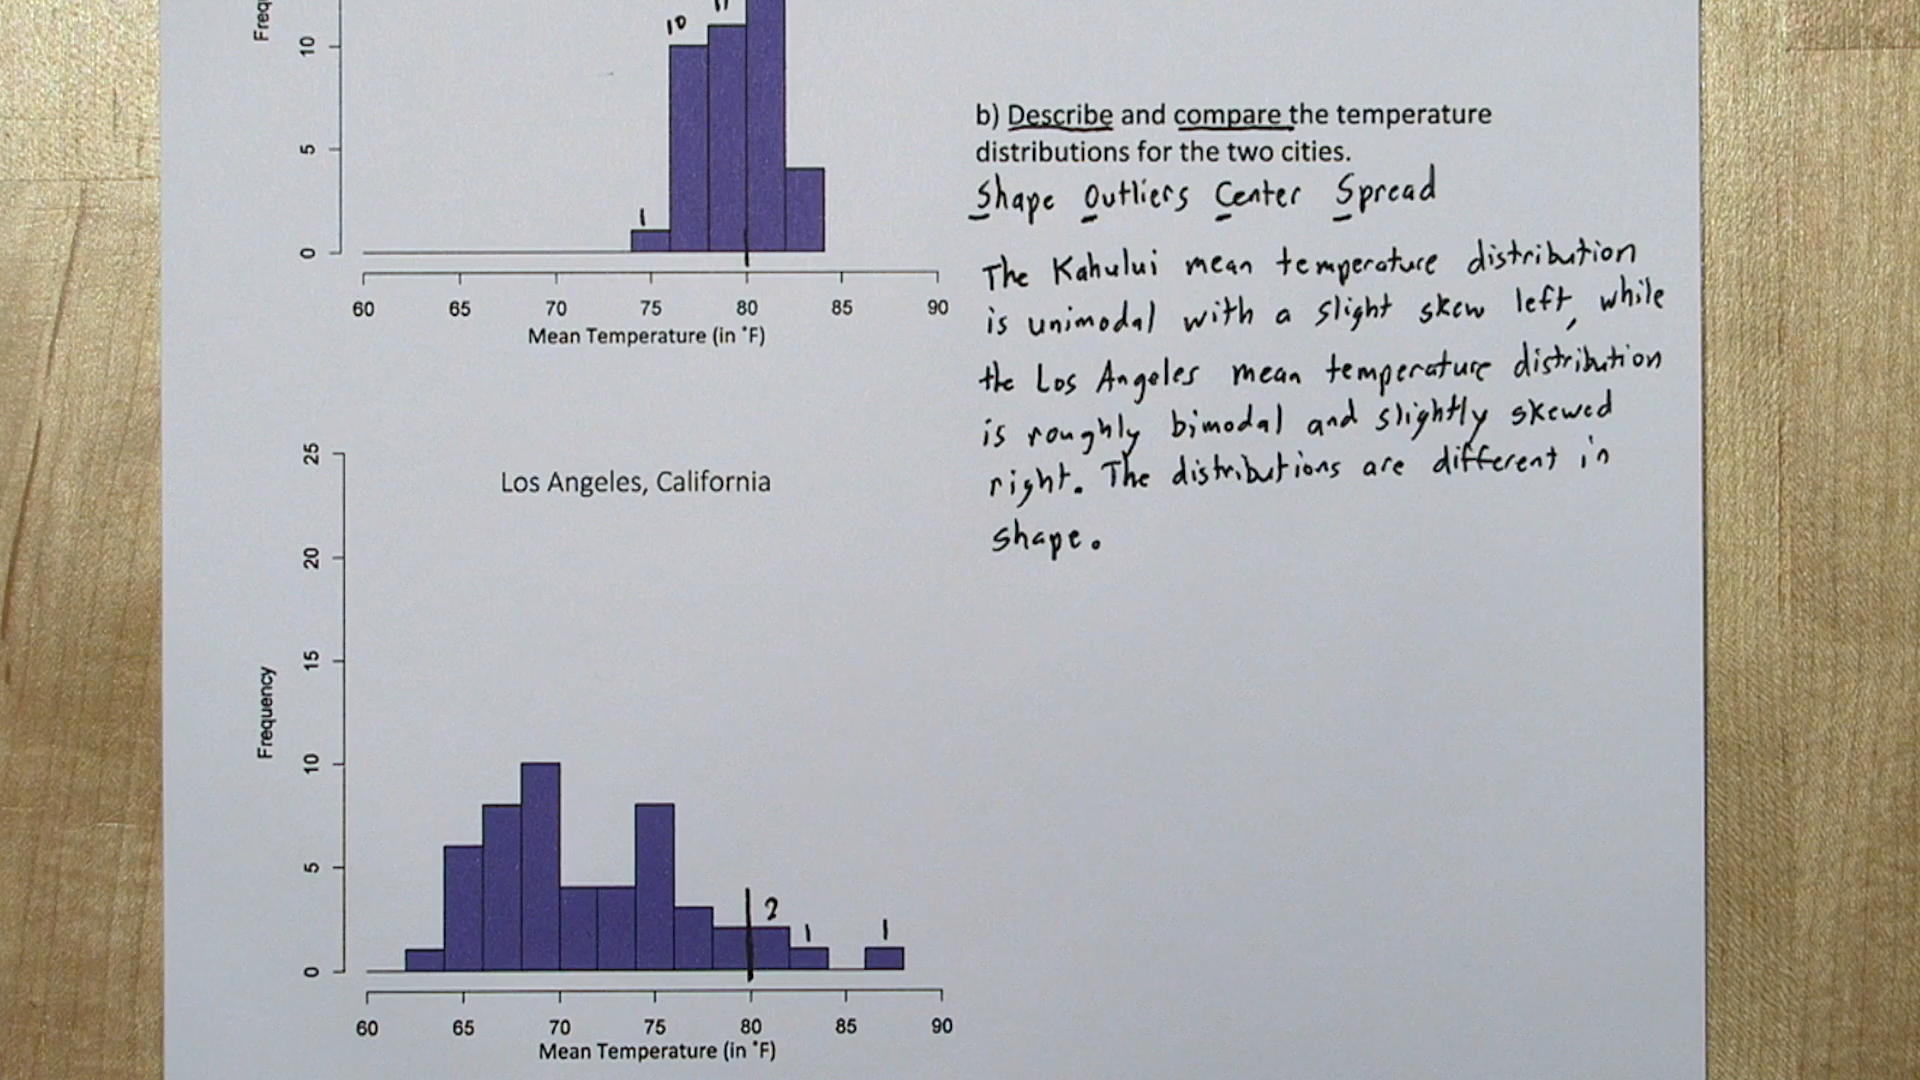 10
10
5
1
0
60 65 70 75 80 85 90
Mean Temperature (in °F)
b) Describe and compare the temperature
distributions for the two cities.
Shape Outliers Center Spread
The Kahului mean temperature distribution
is unimodal with a slight skew left, while
the Los Angeles mean temperature distribution
is roughly bimodal and slightly skewed
right. The distributions are different in
shape.
25
Los Angeles, California
20
15
Frequency
10
5
2
1
1
0
60 65 70 75 80 85 90
Mean Temperature (in °F)